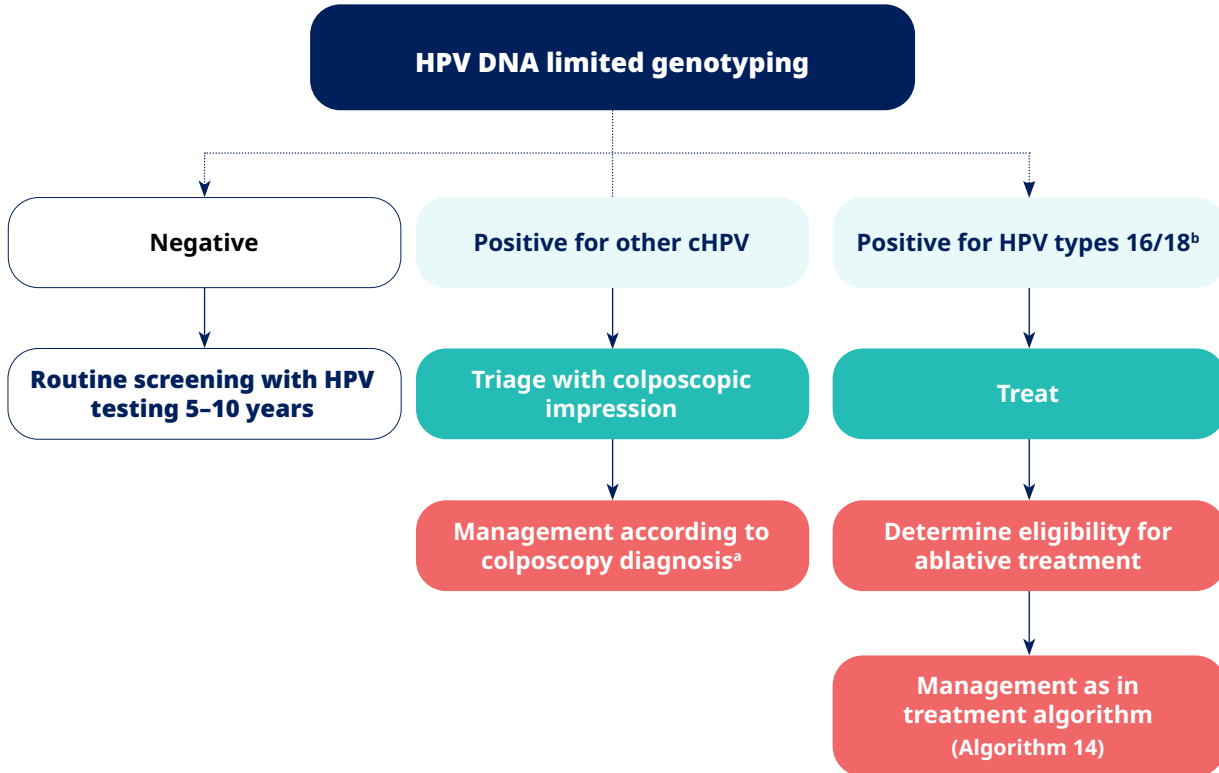 HPV DNA limited genotyping
Negative
Positive for other cHPV
Positive for HPV types 16/18ᵇ
Routine screening with HPV
testing 5–10 years
Triage with colposcopic
impression
Treat
Management according to
colposcopy diagnosisᵃ
Determine eligibility for
ablative treatment
Management as in
treatment algorithm
(Algorithm 14)